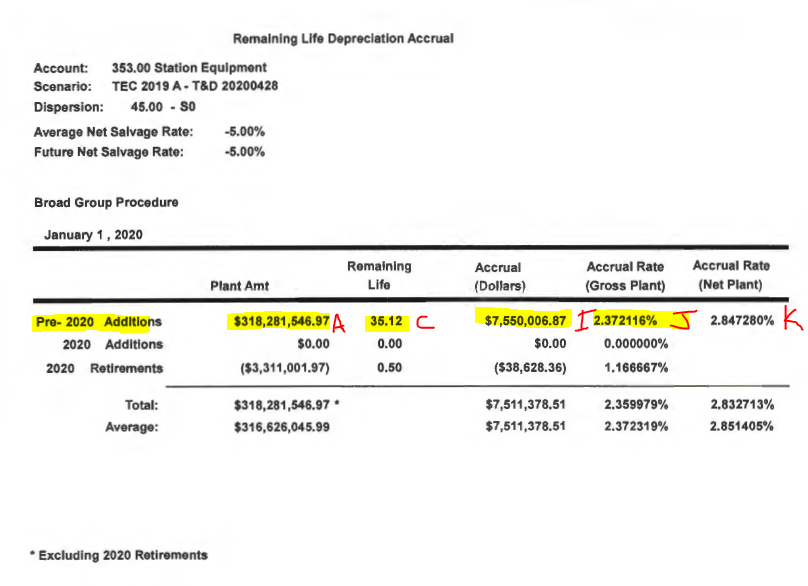 Remaining Life Depreciation Accrual
Account: 353.00 Station Equipment
Scenario: TEC 2019 A - T&D 20200428
Dispersion: 45.00 - S0
Average Net Salvage Rate: -5.00%
Future Net Salvage Rate: -5.00%
Broad Group Procedure
January 1 , 2020
Plant Amt Remaining Life Accrual (Dollars) Accrual Rate (Gross Plant) Accrual Rate (Net Plant)
Pre- 2020 Additions $318,281,546.97 A 35.12 C $7,550,006.87 I 2.372116% J 2.847280% K
2020 Additions $0.00 0.00 $0.00 0.000000%
2020 Retirements ($3,311,001.97) 0.50 ($38,628.36) 1.166667%
Total: $318,281,546.97 * $7,511,378.51 2.359979% 2.832713%
Average: $316,626,045.99 $7,511,378.51 2.372319% 2.851405%
* Excluding 2020 Retirements